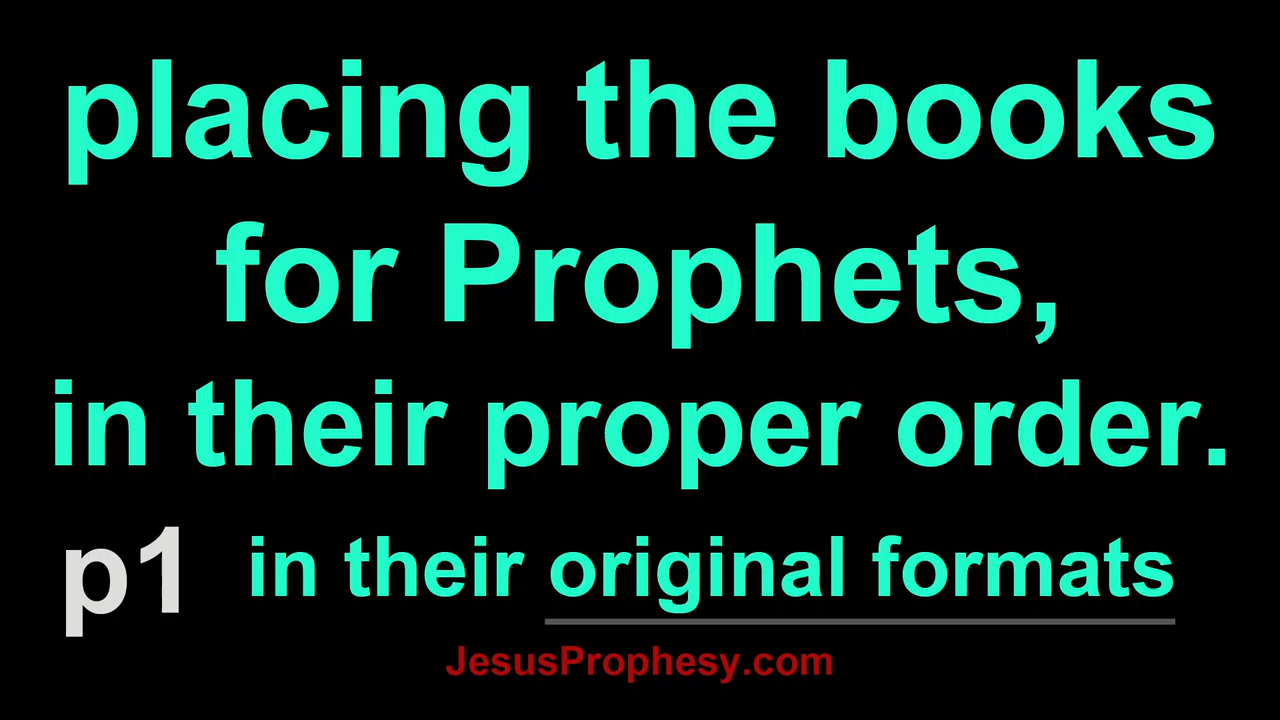 placing the books
for Prophets,
in their proper order.
p1 in their original formats
JesusProphesy.com